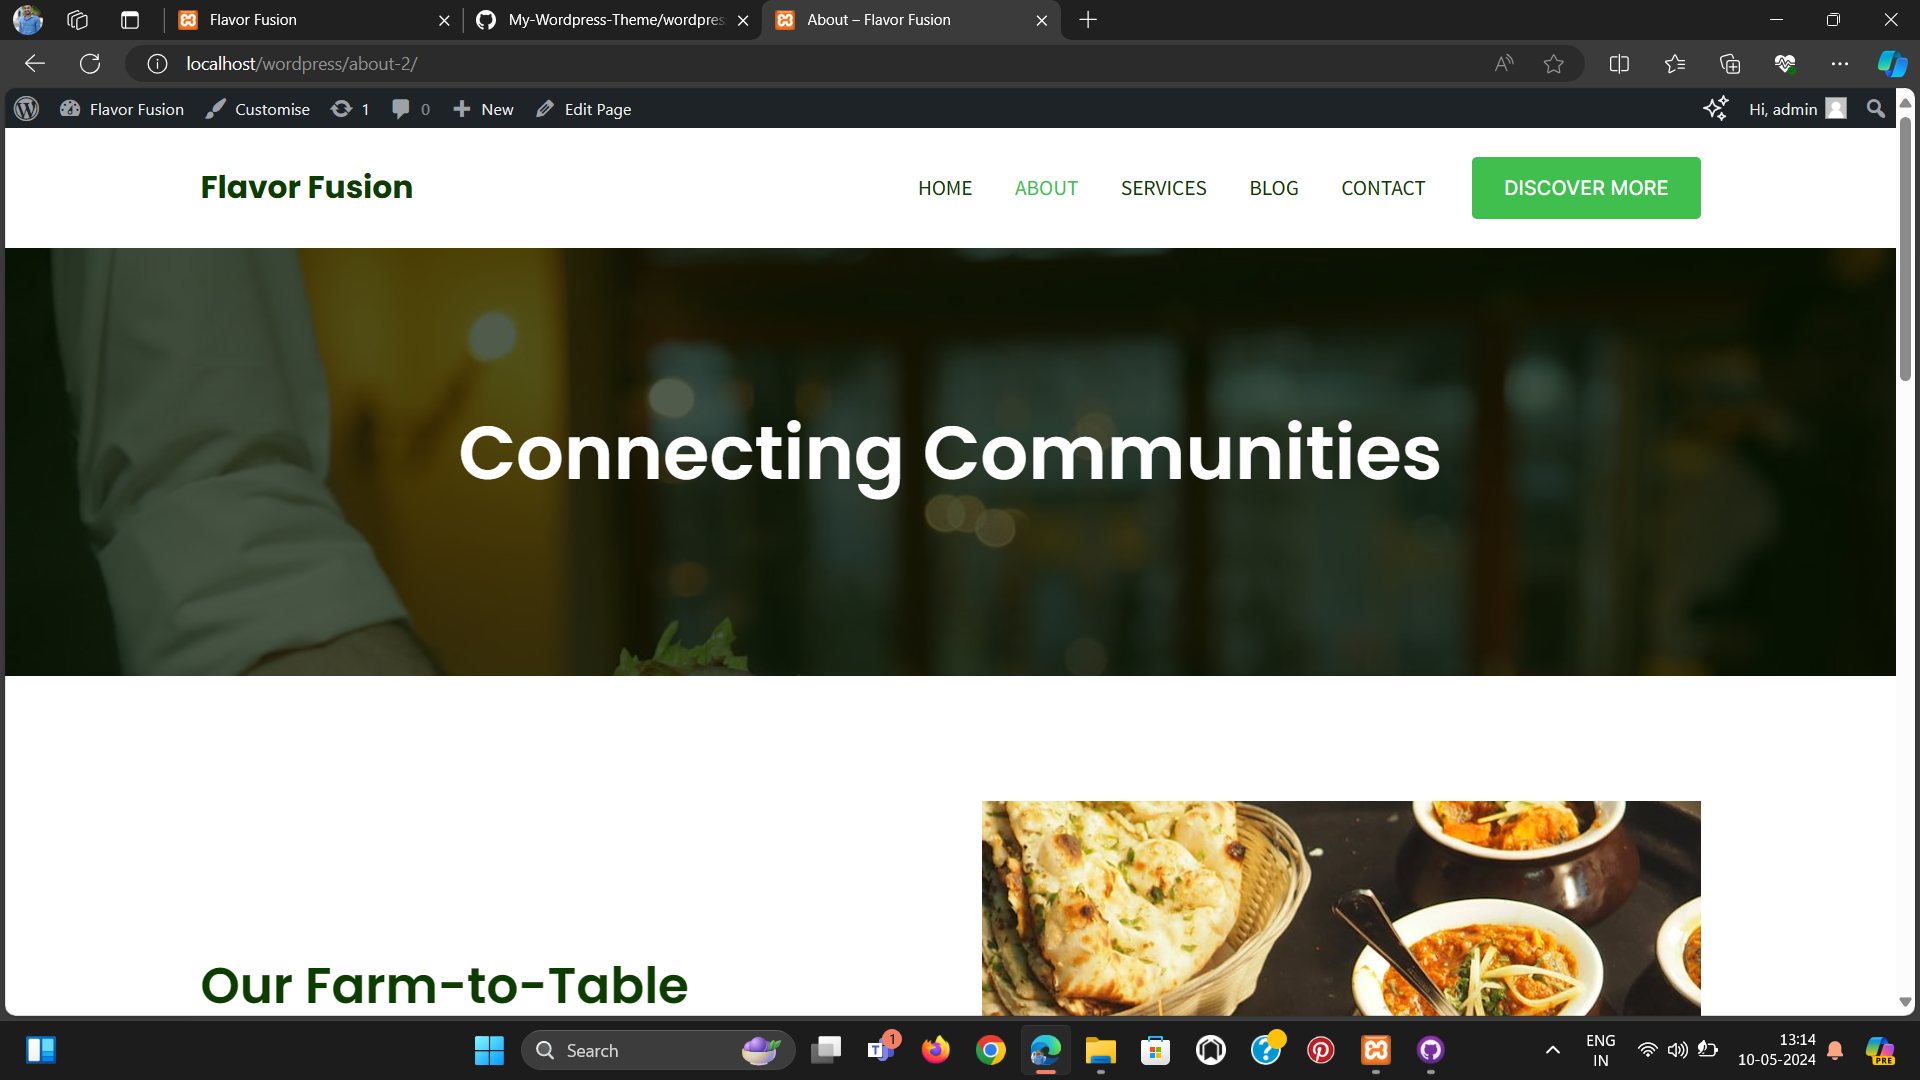 Flavor Fusion
My-Wordpress-Theme/wordpres
About – Flavor Fusion
localhost/wordpress/about-2/
Flavor Fusion
Customise
1
0
New
Edit Page
Hi, admin
Flavor Fusion
HOME
ABOUT
SERVICES
BLOG
CONTACT
DISCOVER MORE
Connecting Communities
Our Farm-to-Table
Search
1
ENG
IN
13:14
10-05-2024
PRE